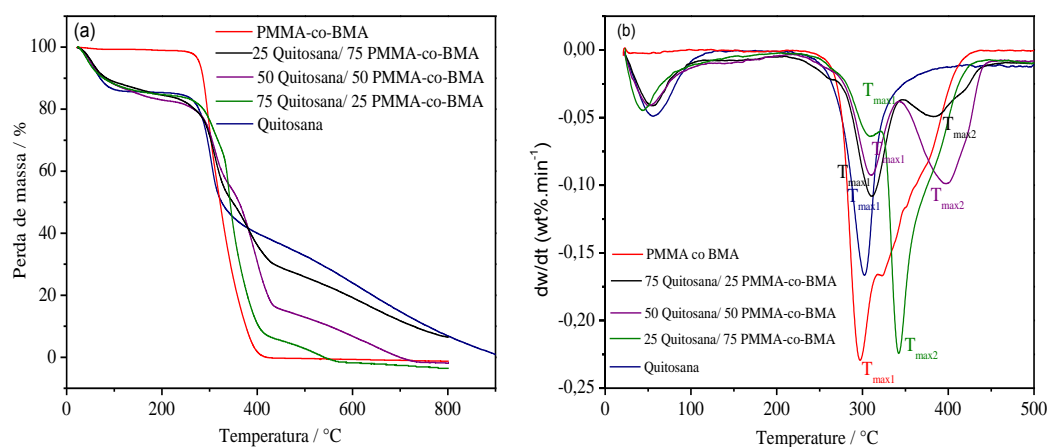 (a)
PMMA-co-BMA
25 Quitosana/ 75 PMMA-co-BMA
50 Quitosana/ 50 PMMA-co-BMA
75 Quitosana/ 25 PMMA-co-BMA
Quitosana
Perda de massa / %
100
80
60
40
20
0
0 200 400 600 800
Temperatura / °C
(b)
dw/dt (wt%.min⁻¹)
0,00
-0,05
-0,10
-0,15
-0,20
-0,25
T max1
T max2
T max1
T max1
T max1
T max2
PMMA co BMA
75 Quitosana/ 25 PMMA-co-BMA
50 Quitosana/ 50 PMMA-co-BMA
25 Quitosana/ 75 PMMA-co-BMA
Quitosana
T max2
T max1
0 100 200 300 400 500
Temperature / °C